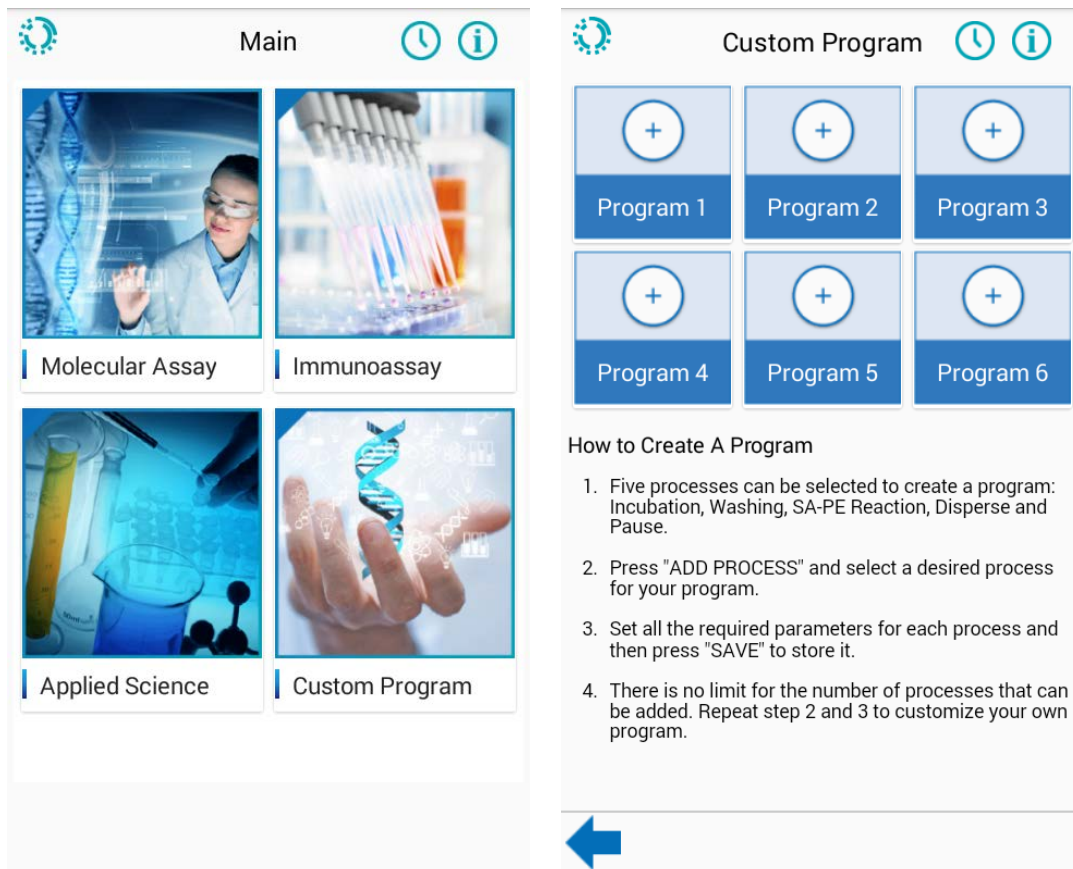 Main
Molecular Assay
Immunoassay
Applied Science
Custom Program
Custom Program
Program 1
Program 2
Program 3
Program 4
Program 5
Program 6
How to Create A Program
1. Five processes can be selected to create a program:
Incubation, Washing, SA-PE Reaction, Disperse and
Pause.
2. Press "ADD PROCESS" and select a desired process
for your program.
3. Set all the required parameters for each process and
then press "SAVE" to store it.
4. There is no limit for the number of processes that can
be added. Repeat step 2 and 3 to customize your own
program.